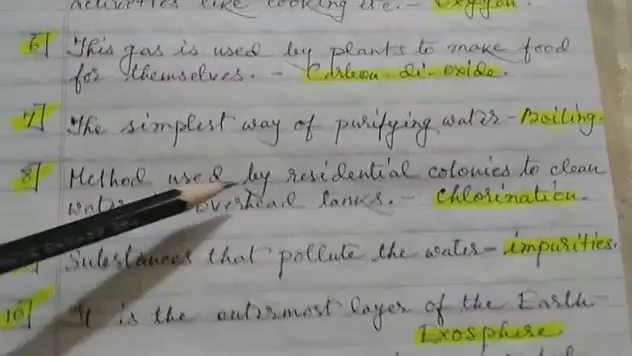 activities like cooking etc. - Oxygen.
6] This gas is used by plants to make food
for themselves. - Carbon-di-oxide.
7] The simplest way of purifying water - Boiling.
8] Method used by residential colonies to clean
water overhead tanks. - Chlorination.
Substances that pollute the water - impurities.
10] It is the outermost layer of the Earth -
Exosphere